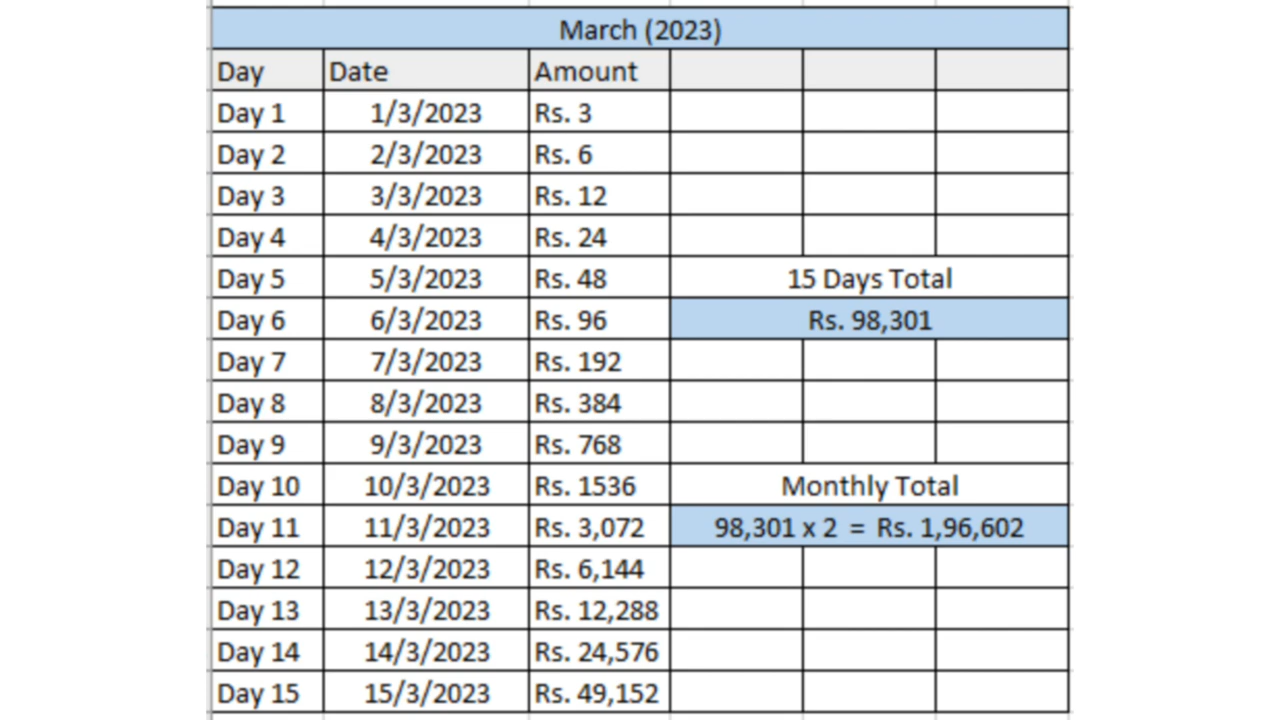 March (2023)
Day Date Amount
Day 1 1/3/2023 Rs. 3
Day 2 2/3/2023 Rs. 6
Day 3 3/3/2023 Rs. 12
Day 4 4/3/2023 Rs. 24
Day 5 5/3/2023 Rs. 48 15 Days Total
Day 6 6/3/2023 Rs. 96 Rs. 98,301
Day 7 7/3/2023 Rs. 192
Day 8 8/3/2023 Rs. 384
Day 9 9/3/2023 Rs. 768
Day 10 10/3/2023 Rs. 1536 Monthly Total
Day 11 11/3/2023 Rs. 3,072 98,301 x 2 = Rs. 1,96,602
Day 12 12/3/2023 Rs. 6,144
Day 13 13/3/2023 Rs. 12,288
Day 14 14/3/2023 Rs. 24,576
Day 15 15/3/2023 Rs. 49,152